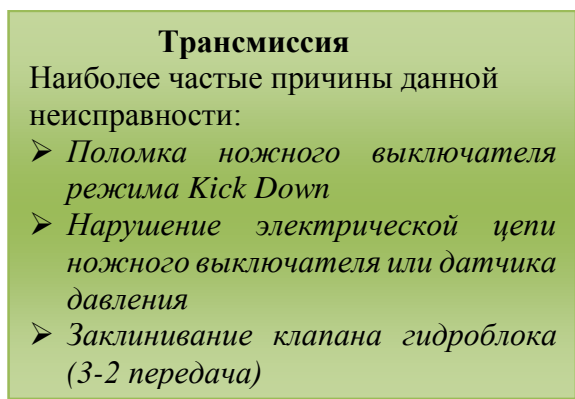 Трансмиссия
Наиболее частые причины данной
неисправности:
➢ Поломка ножного выключателя
режима Kick Down
➢ Нарушение электрической цепи
ножного выключателя или датчика
давления
➢ Заклинивание клапана гидроблока
(3-2 передача)